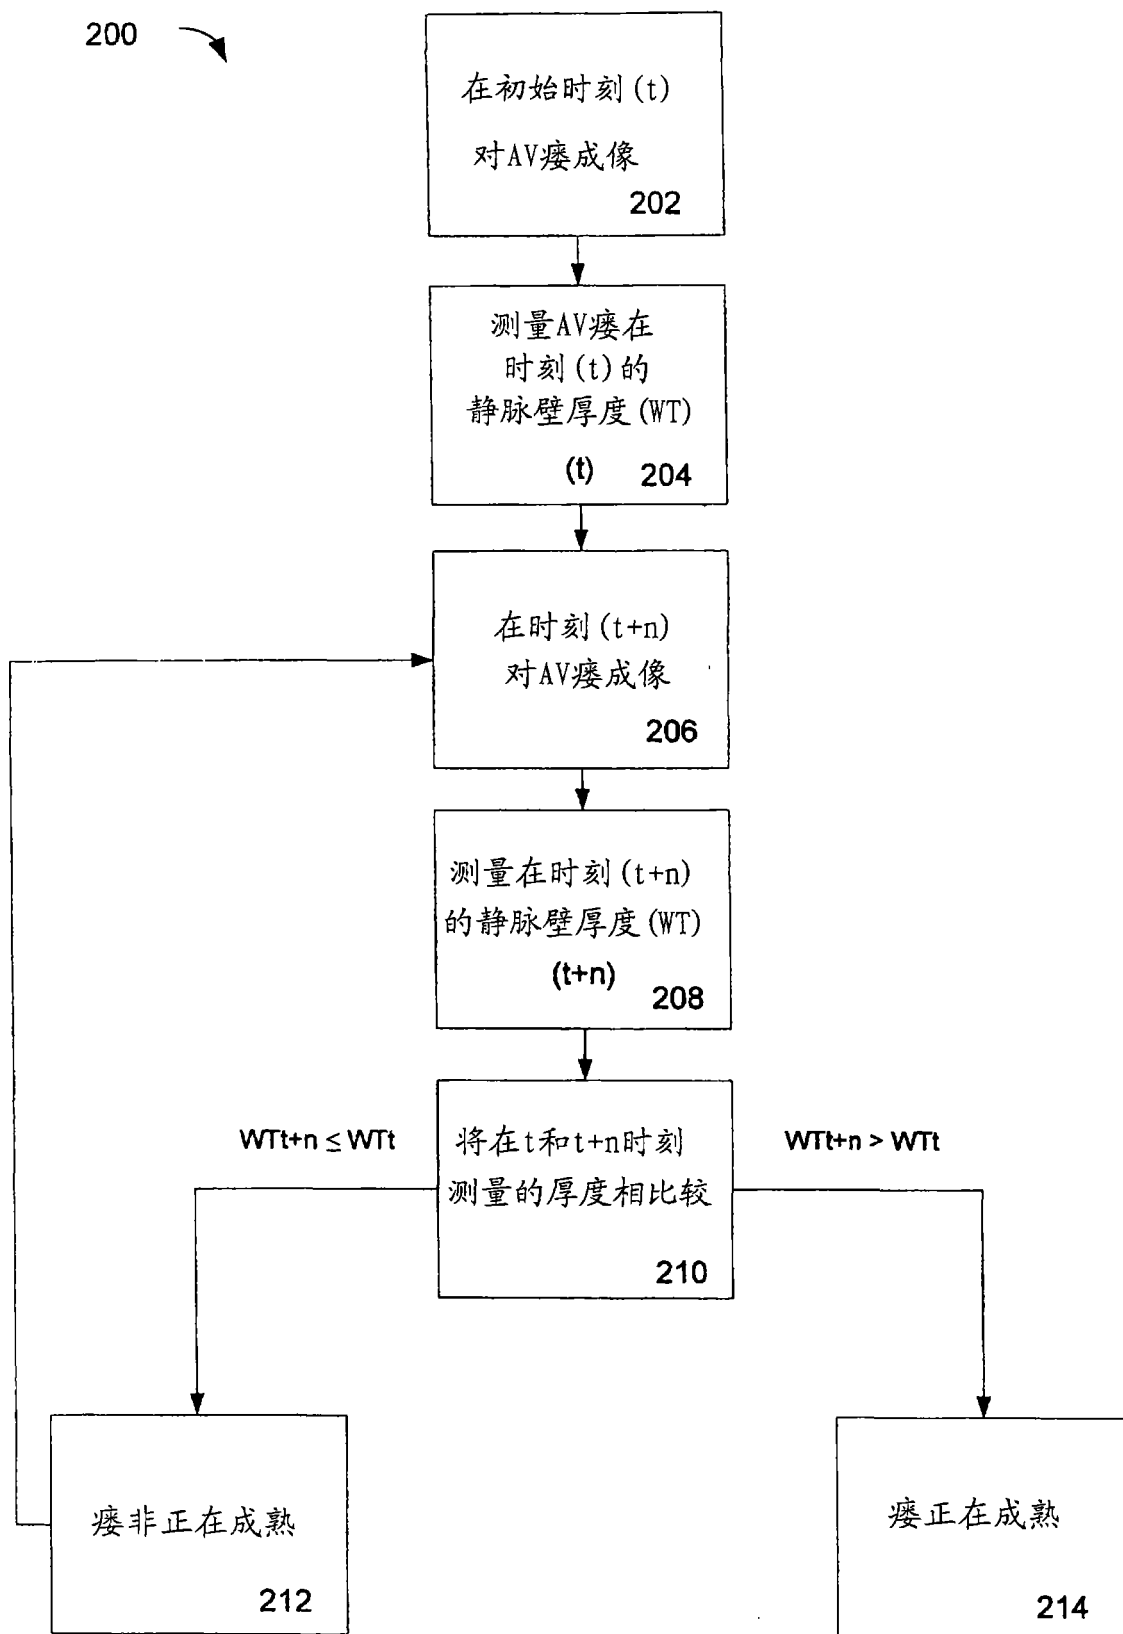 200
在初始时刻(t)
对AV瘘成像
202
测量AV瘘在
时刻(t)的
静脉壁厚度(WT)
(t) 204
在时刻(t+n)
对AV瘘成像
206
测量在时刻(t+n)
的静脉壁厚度(WT)
(t+n)
208
WTt+n ≤ WTt
将在t和t+n时刻
测量的厚度相比较
210
WTt+n > WTt
瘘非正在成熟
212
瘘正在成熟
214